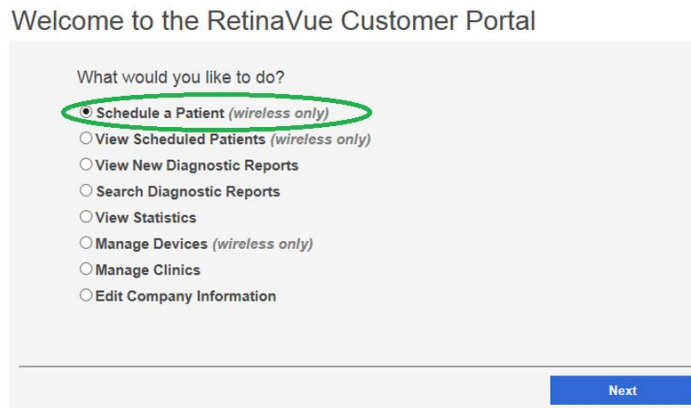 Welcome to the RetinaVue Customer Portal
What would you like to do?
Schedule a Patient (wireless only)
View Scheduled Patients (wireless only)
View New Diagnostic Reports
Search Diagnostic Reports
View Statistics
Manage Devices (wireless only)
Manage Clinics
Edit Company Information
Next